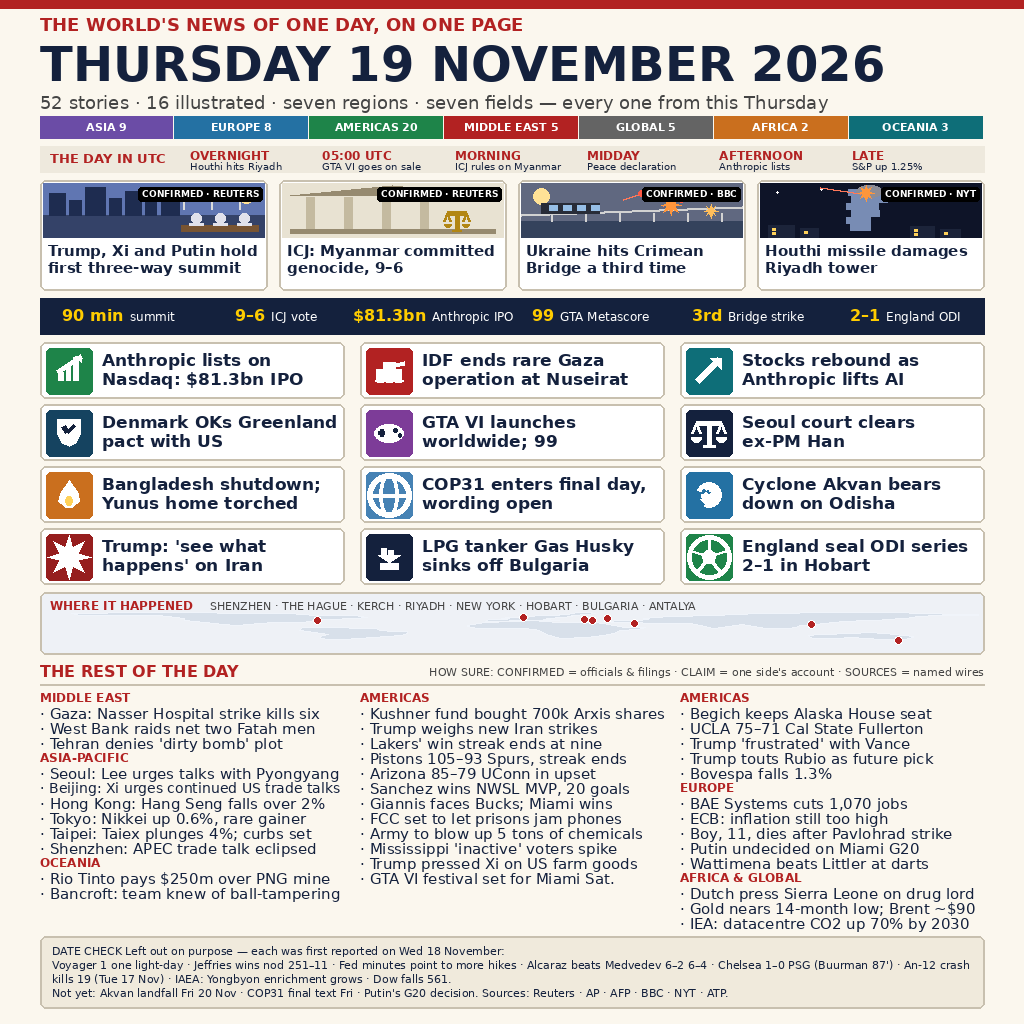 THE WORLD'S NEWS OF ONE DAY, ON ONE PAGE
THURSDAY 19 NOVEMBER 2026
52 stories · 16 illustrated · seven regions · seven fields — every one from this Thursday
ASIA 9
EUROPE 8
AMERICAS 20
MIDDLE EAST 5
GLOBAL 5
AFRICA 2
OCEANIA 3
THE DAY IN UTC
OVERNIGHT
Houthi hits Riyadh
05:00 UTC
GTA VI goes on sale
MORNING
ICJ rules on Myanmar
MIDDAY
Peace declaration
AFTERNOON
Anthropic lists
LATE
S&P up 1.25%
CONFIRMED · REUTERS
Trump, Xi and Putin hold
first three-way summit
CONFIRMED · REUTERS
ICJ: Myanmar committed
genocide, 9–6
CONFIRMED · BBC
Ukraine hits Crimean
Bridge a third time
CONFIRMED · NYT
Houthi missile damages
Riyadh tower
90 min summit
9–6 ICJ vote
$81.3bn Anthropic IPO
99 GTA Metascore
3rd Bridge strike
2–1 England ODI
Anthropic lists on
Nasdaq: $81.3bn IPO
IDF ends rare Gaza
operation at Nuseirat
Stocks rebound as
Anthropic lifts AI
Denmark OKs Greenland
pact with US
GTA VI launches
worldwide; 99
Seoul court clears
ex-PM Han
Bangladesh shutdown;
Yunus home torched
COP31 enters final day,
wording open
Cyclone Akvan bears
down on Odisha
Trump: 'see what
happens' on Iran
LPG tanker Gas Husky
sinks off Bulgaria
England seal ODI series
2–1 in Hobart
WHERE IT HAPPENED
SHENZHEN · THE HAGUE · KERCH · RIYADH · NEW YORK · HOBART · BULGARIA · ANTALYA
THE REST OF THE DAY
HOW SURE: CONFIRMED = officials & filings · CLAIM = one side's account · SOURCES = named wires
MIDDLE EAST
· Gaza: Nasser Hospital strike kills six
· West Bank raids net two Fatah men
· Tehran denies 'dirty bomb' plot
ASIA-PACIFIC
· Seoul: Lee urges talks with Pyongyang
· Beijing: Xi urges continued US trade talks
· Hong Kong: Hang Seng falls over 2%
· Tokyo: Nikkei up 0.6%, rare gainer
· Taipei: Taiex plunges 4%; curbs set
· Shenzhen: APEC trade talk eclipsed
OCEANIA
· Rio Tinto pays $250m over PNG mine
· Bancroft: team knew of ball-tampering
AMERICAS
· Kushner fund bought 700k Arxis shares
· Trump weighs new Iran strikes
· Lakers' win streak ends at nine
· Pistons 105–93 Spurs, streak ends
· Arizona 85–79 UConn in upset
· Sanchez wins NWSL MVP, 20 goals
· Giannis faces Bucks; Miami wins
· FCC set to let prisons jam phones
· Army to blow up 5 tons of chemicals
· Mississippi 'inactive' voters spike
· Trump pressed Xi on US farm goods
· GTA VI festival set for Miami Sat.
AMERICAS
· Begich keeps Alaska House seat
· UCLA 75–71 Cal State Fullerton
· Trump 'frustrated' with Vance
· Trump touts Rubio as future pick
· Bovespa falls 1.3%
EUROPE
· BAE Systems cuts 1,070 jobs
· ECB: inflation still too high
· Boy, 11, dies after Pavlohrad strike
· Putin undecided on Miami G20
· Wattimena beats Littler at darts
AFRICA & GLOBAL
· Dutch press Sierra Leone on drug lord
· Gold nears 14-month low; Brent ~$90
· IEA: datacentre CO2 up 70% by 2030
DATE CHECK Left out on purpose — each was first reported on Wed 18 November:
Voyager 1 one light-day · Jeffries wins nod 251–11 · Fed minutes point to more hikes · Alcaraz beats Medvedev 6–2 6–4 · Chelsea 1–0 PSG (Buurman 87') · An-12 crash
kills 19 (Tue 17 Nov) · IAEA: Yongbyon enrichment grows · Dow falls 561.
Not yet: Akvan landfall Fri 20 Nov · COP31 final text Fri · Putin's G20 decision. Sources: Reuters · AP · AFP · BBC · NYT · ATP.